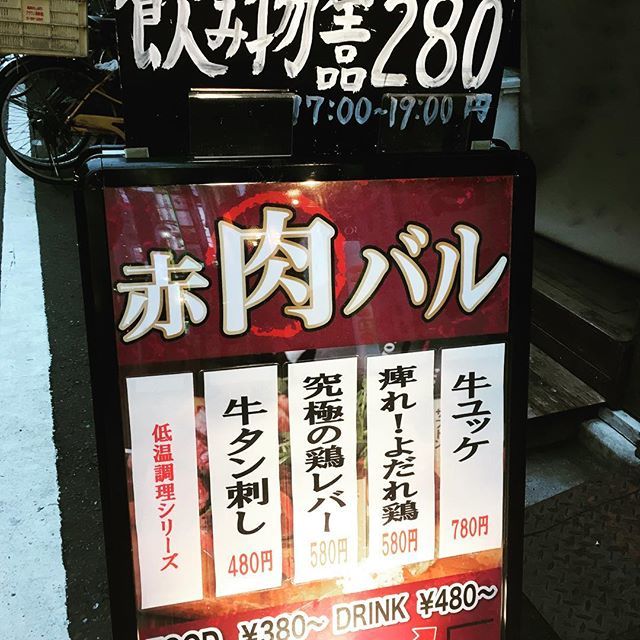 飲み物全品280
17:00~19:00 円
赤肉バル
牛ユッケ
780円
痺れ!よだれ鶏
580円
究極の鶏レバー
580円
牛タン刺し
480円
低温調理シリーズ
FOOD ¥380~ DRINK ¥480~